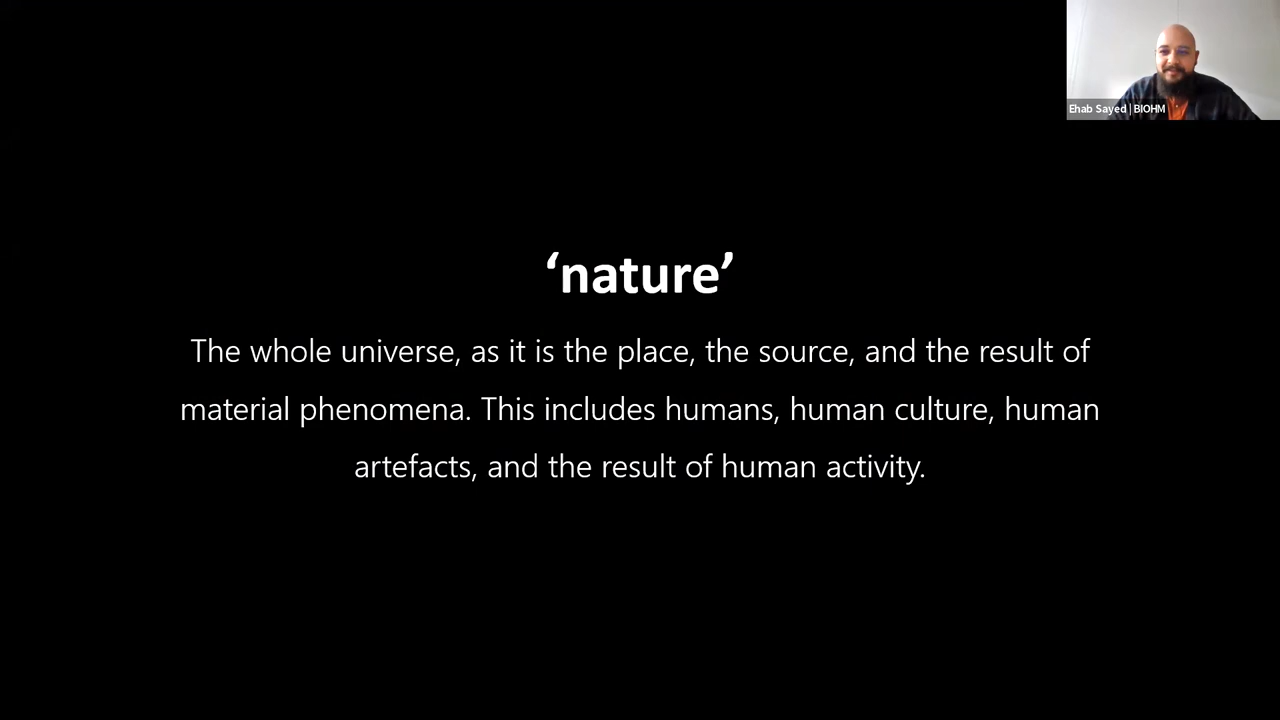 Ehab Sayed | BIOHM
‘nature’
The whole universe, as it is the place, the source, and the result of
material phenomena. This includes humans, human culture, human
artefacts, and the result of human activity.